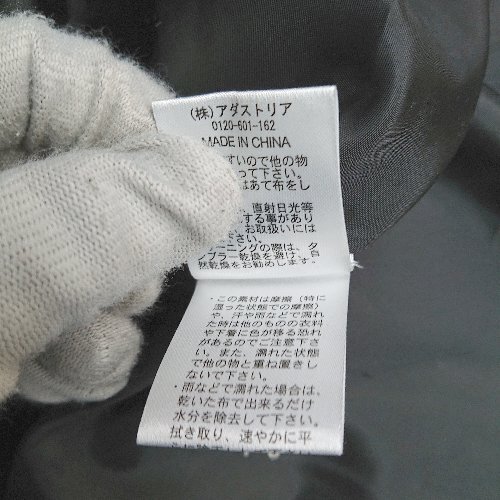 (株)アダストリア
0120-601-162
MADE IN CHINA
すいので他の物
って下さい。
はあて布をし
直射日光等
する事があり
お取扱いには
さい。
ニングの際は、タ
ンブラー乾燥を避け、自
然乾燥をお勧めします。
・この素材は摩擦(特に
湿った状態での摩擦)
や、汗や雨などで濡れ
た時は他のものの衣料
や下着に色が移る恐れ
があるのでご注意下さ
い。また、濡れた状態
で他の物と重ね置きし
ないで下さい。
・雨などで濡れた場合は、
乾いた布で出来るだけ
水分を除去して下さい。
拭き取り、速やかに平